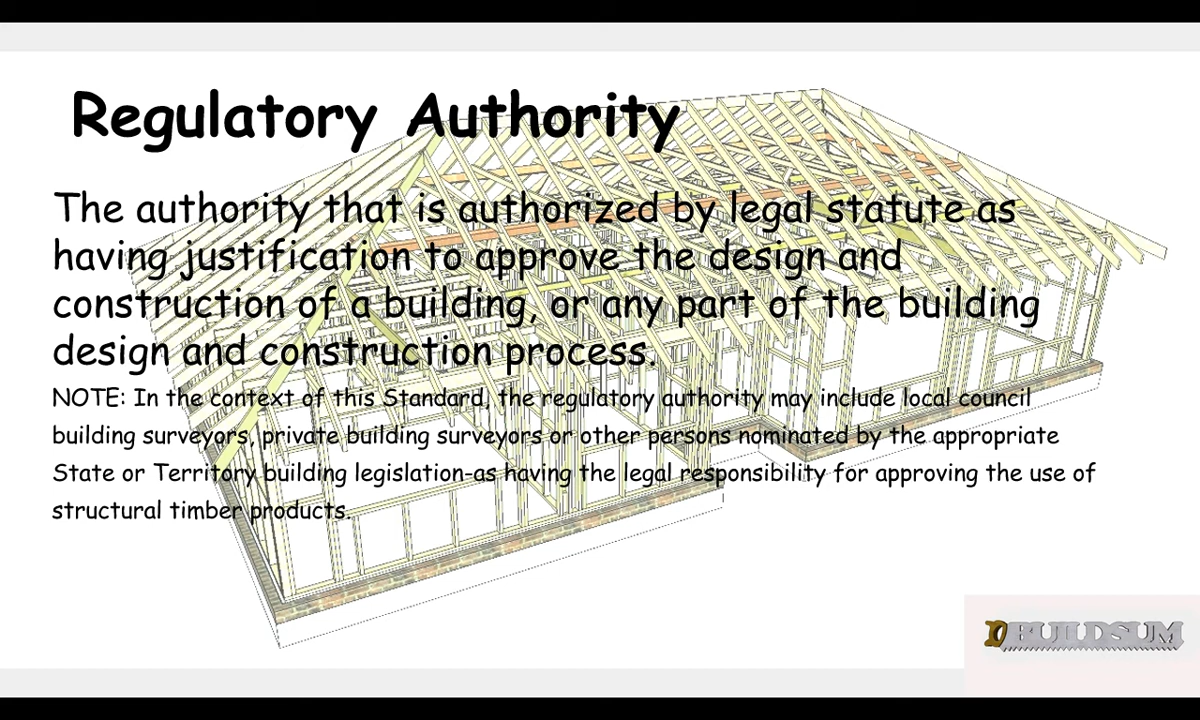 Regulatory Authority
The authority that is authorized by legal statute as
having justification to approve the design and
construction of a building, or any part of the building
design and construction process.
NOTE: In the context of this Standard, the regulatory authority may include local council
building surveyors, private building surveyors or other persons nominated by the appropriate
State or Territory building legislation-as having the legal responsibility for approving the use of
structural timber products.
BUILDSUM